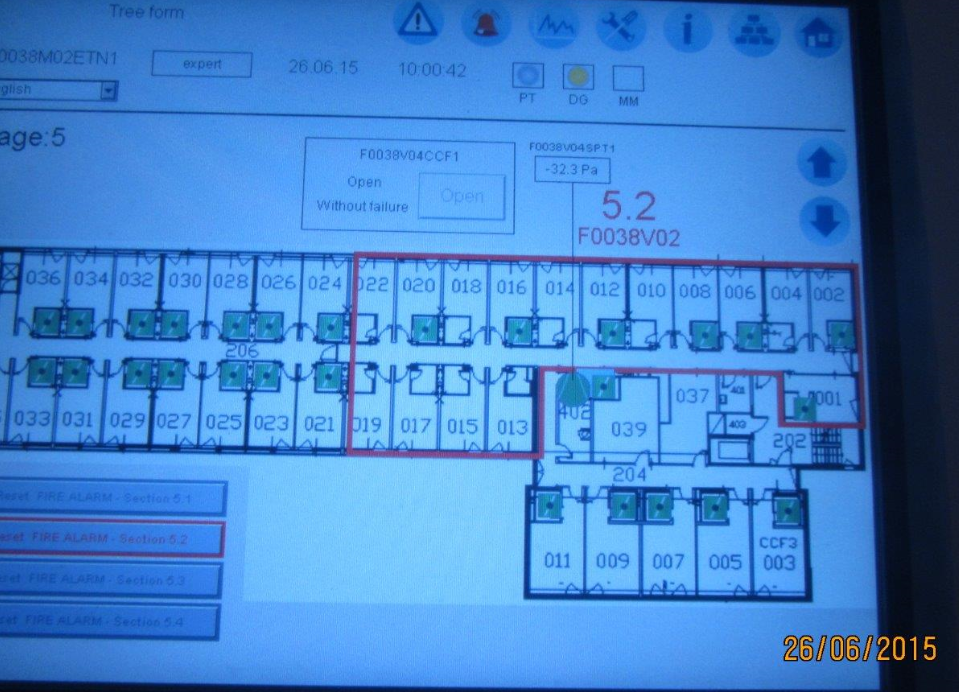 Tree form
0038M02ETN1
expert
26.06.15
10:00:42
glish
PT
DG
MM
age:5
F0038V04CCF1
Open
Without failure
Open
F0038V04SPT1
-32.3 Pa
5.2
F0038V02
036 034 032 030 028 026 024 022 020 018 016 014 012 010 008 006 004 002
206
033 031 029 027 025 023 021 019 017 015 013
402
039
037
401
403
202
001
204
011 009 007 005
CCF3
003
Reset FIRE ALARM - Section 5.1
eset FIRE ALARM - Section 5.2
eset FIRE ALARM - Section 5.3
eset FIRE ALARM - Section 5.4
26/06/2015